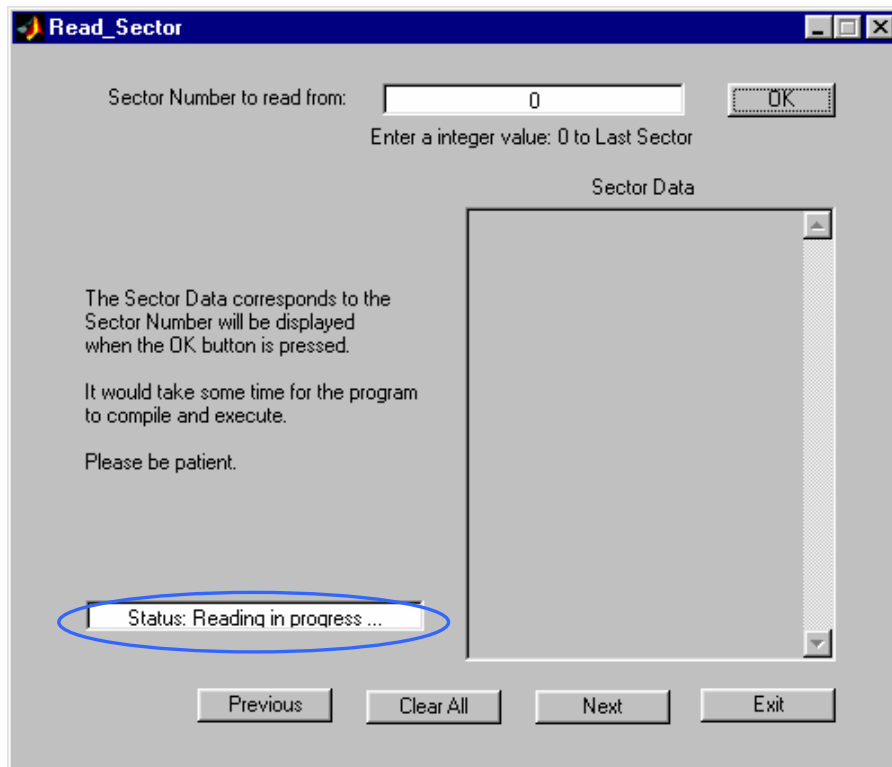 Read_Sector
Sector Number to read from:
0
OK
Enter a integer value: 0 to Last Sector
Sector Data
The Sector Data corresponds to the
Sector Number will be displayed
when the OK button is pressed.
It would take some time for the program
to compile and execute.
Please be patient.
Status: Reading in progress ...
Previous
Clear All
Next
Exit